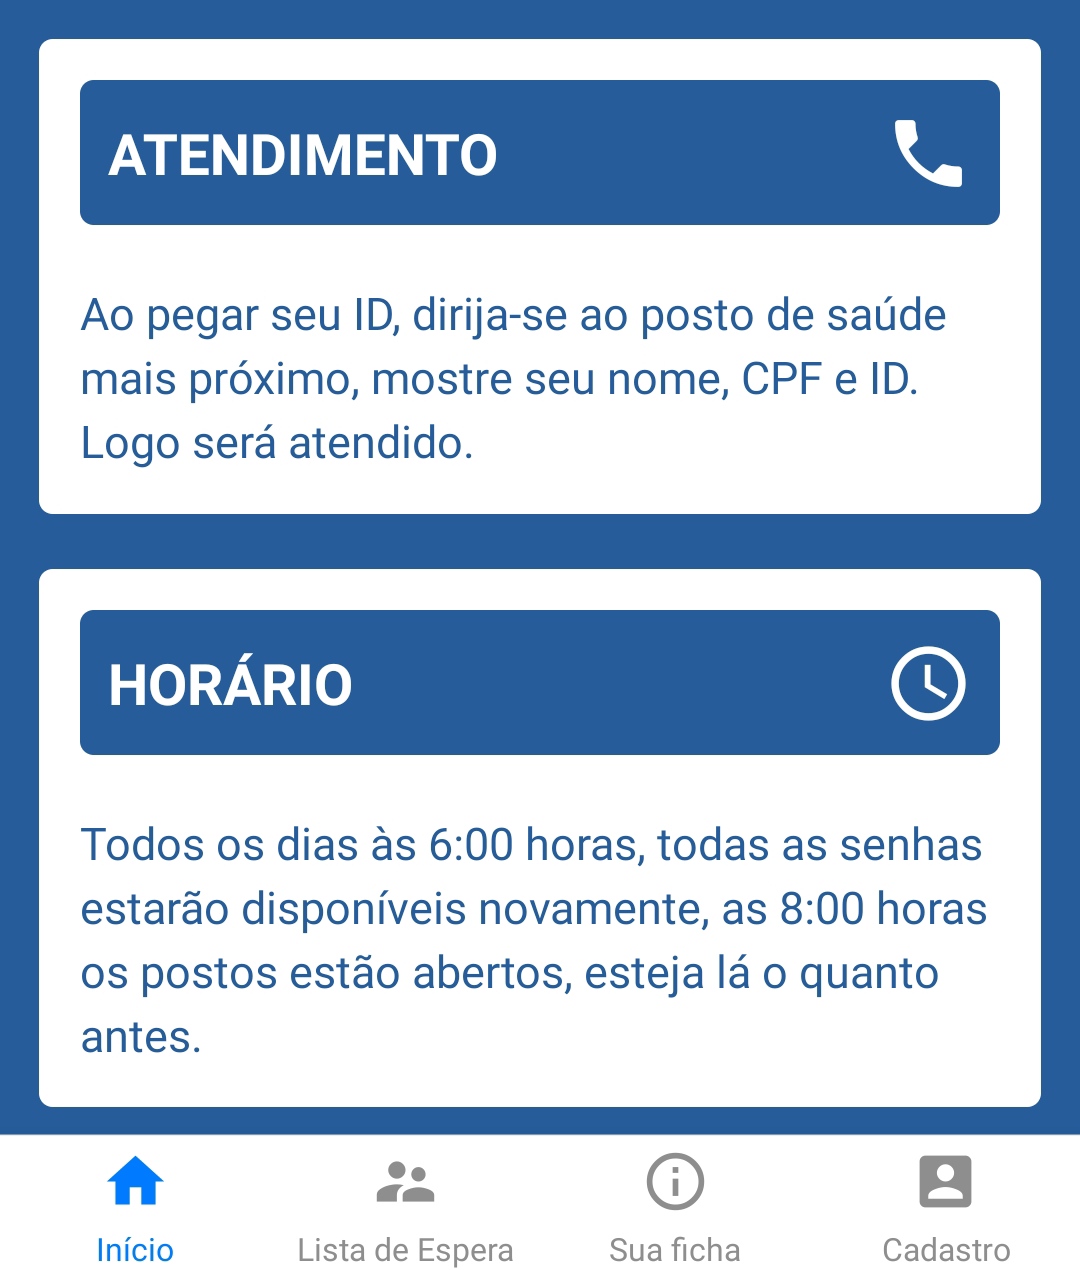 ATENDIMENTO
Ao pegar seu ID, dirija-se ao posto de saúde
mais próximo, mostre seu nome, CPF e ID.
Logo será atendido.
HORÁRIO
Todos os dias às 6:00 horas, todas as senhas
estarão disponíveis novamente, as 8:00 horas
os postos estão abertos, esteja lá o quanto
antes.
Início
Lista de Espera
Sua ficha
Cadastro